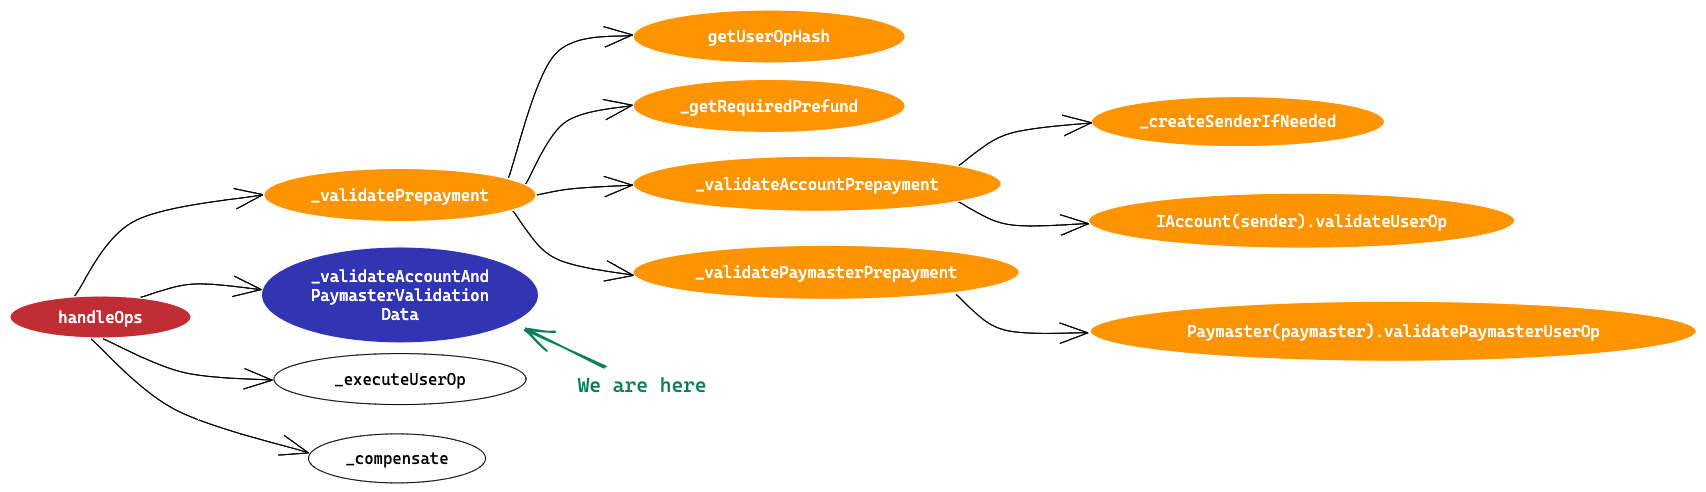 getUserOpHash
_getRequiredPrefund
_createSenderIfNeeded
_validateAccountPrepayment
_validatePrepayment
IAccount(sender).validateUserOp
_validatePaymasterPrepayment
_validateAccountAnd
PaymasterValidation
Data
handleOps
Paymaster(paymaster).validatePaymasterUserOp
_executeUserOp
We are here
_compensate